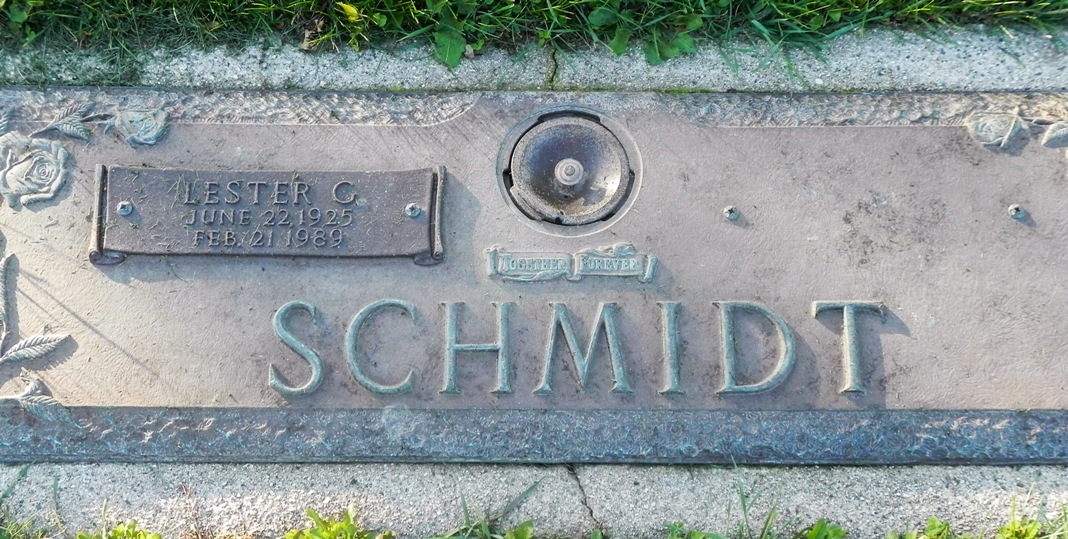 LESTER G.
JUNE 22 1925
FEB. 21 1989
TOGETHER FOREVER
SCHMIDT